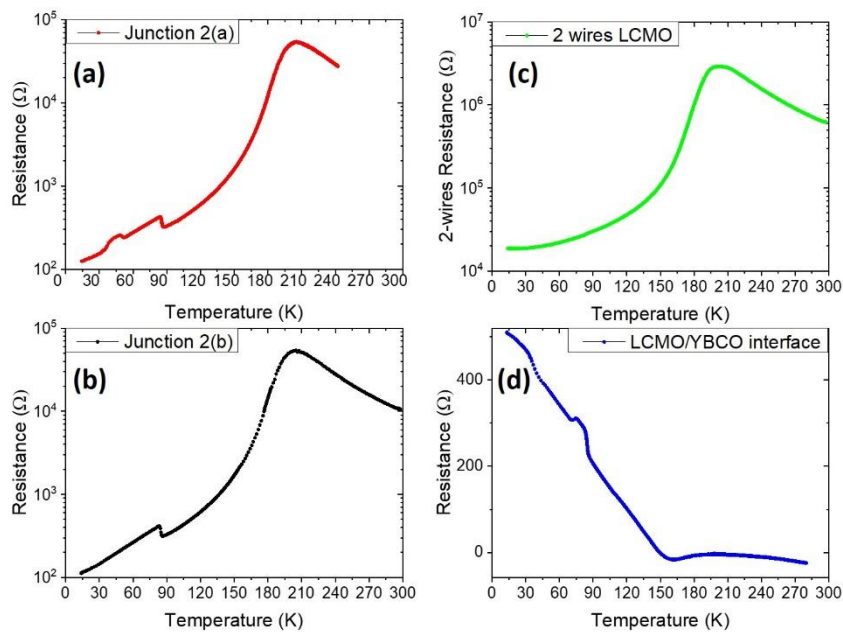 Junction 2(a)
(a)
Resistance (Ω)
10^5
10^4
10^3
10^2
0 30 60 90 120 150 180 210 240 270 300
Temperature (K)
2 wires LCMO
(c)
2-wires Resistance (Ω)
10^7
10^6
10^5
10^4
0 30 60 90 120 150 180 210 240 270 300
Temperature (K)
Junction 2(b)
(b)
Resistance (Ω)
10^5
10^4
10^3
10^2
0 30 60 90 120 150 180 210 240 270 300
Temperature (K)
LCMO/YBCO interface
(d)
Resistance (Ω)
400
200
0
0 30 60 90 120 150 180 210 240 270 300
Temperature (K)